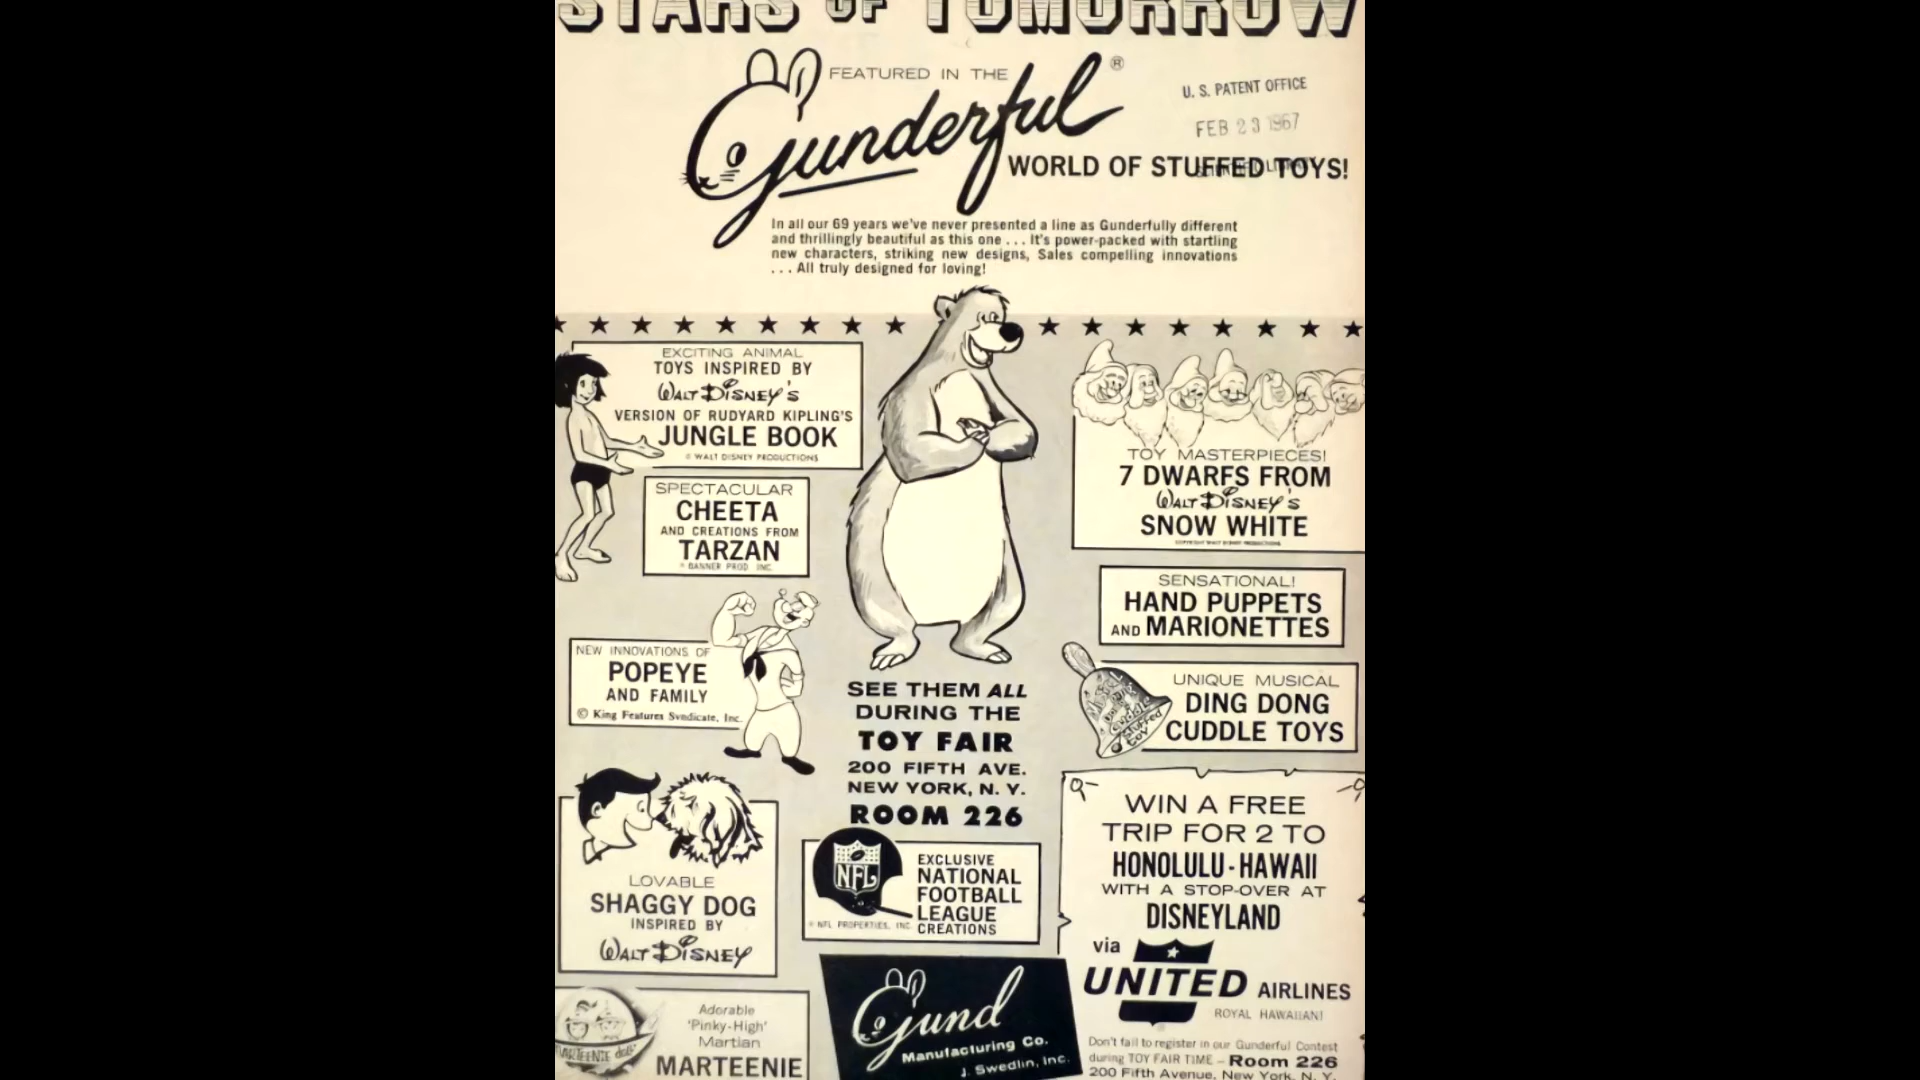 STARS OF TOMORROW
FEATURED IN THE
Gunderful ®
WORLD OF STUFFED TOYS!
U. S. PATENT OFFICE
FEB 23 1967
In all our 69 years we've never presented a line as Gunderfully different
and thrillingly beautiful as this one . . . It's power-packed with startling
new characters, striking new designs, Sales compelling innovations
. . . All truly designed for loving!
EXCITING ANIMAL
TOYS INSPIRED BY
WALT DISNEY'S
VERSION OF RUDYARD KIPLING'S
JUNGLE BOOK
© WALT DISNEY PRODUCTIONS
SPECTACULAR
CHEETA
AND CREATIONS FROM
TARZAN
© BANNER PROD. INC.
NEW INNOVATIONS OF
POPEYE
AND FAMILY
© King Features Syndicate, Inc.
LOVABLE
SHAGGY DOG
INSPIRED BY
WALT DISNEY
MARTEENIE dolls
Adorable
'Pinky-High'
Martian
MARTEENIE
SEE THEM ALL
DURING THE
TOY FAIR
200 FIFTH AVE.
NEW YORK, N. Y.
ROOM 226
NFL
EXCLUSIVE
NATIONAL
FOOTBALL
LEAGUE
CREATIONS
© NFL PROPERTIES, INC.
Gund
Manufacturing Co.
J. Swedlin, Inc.
TOY MASTERPIECES!
7 DWARFS FROM
WALT DISNEY'S
SNOW WHITE
COPYRIGHT WALT DISNEY PRODUCTIONS
SENSATIONAL!
HAND PUPPETS
AND MARIONETTES
cuddle
stuffed
toy
UNIQUE MUSICAL
DING DONG
CUDDLE TOYS
WIN A FREE
TRIP FOR 2 TO
HONOLULU - HAWAII
WITH A STOP-OVER AT
DISNEYLAND
via
UNITED AIRLINES
ROYAL HAWAIIAN!
Don't fail to register in our Gunderful Contest
during TOY FAIR TIME – Room 226
200 Fifth Avenue, New York, N. Y.